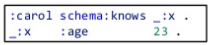 :carol schema:knows _:x .
_:x :age 23 .